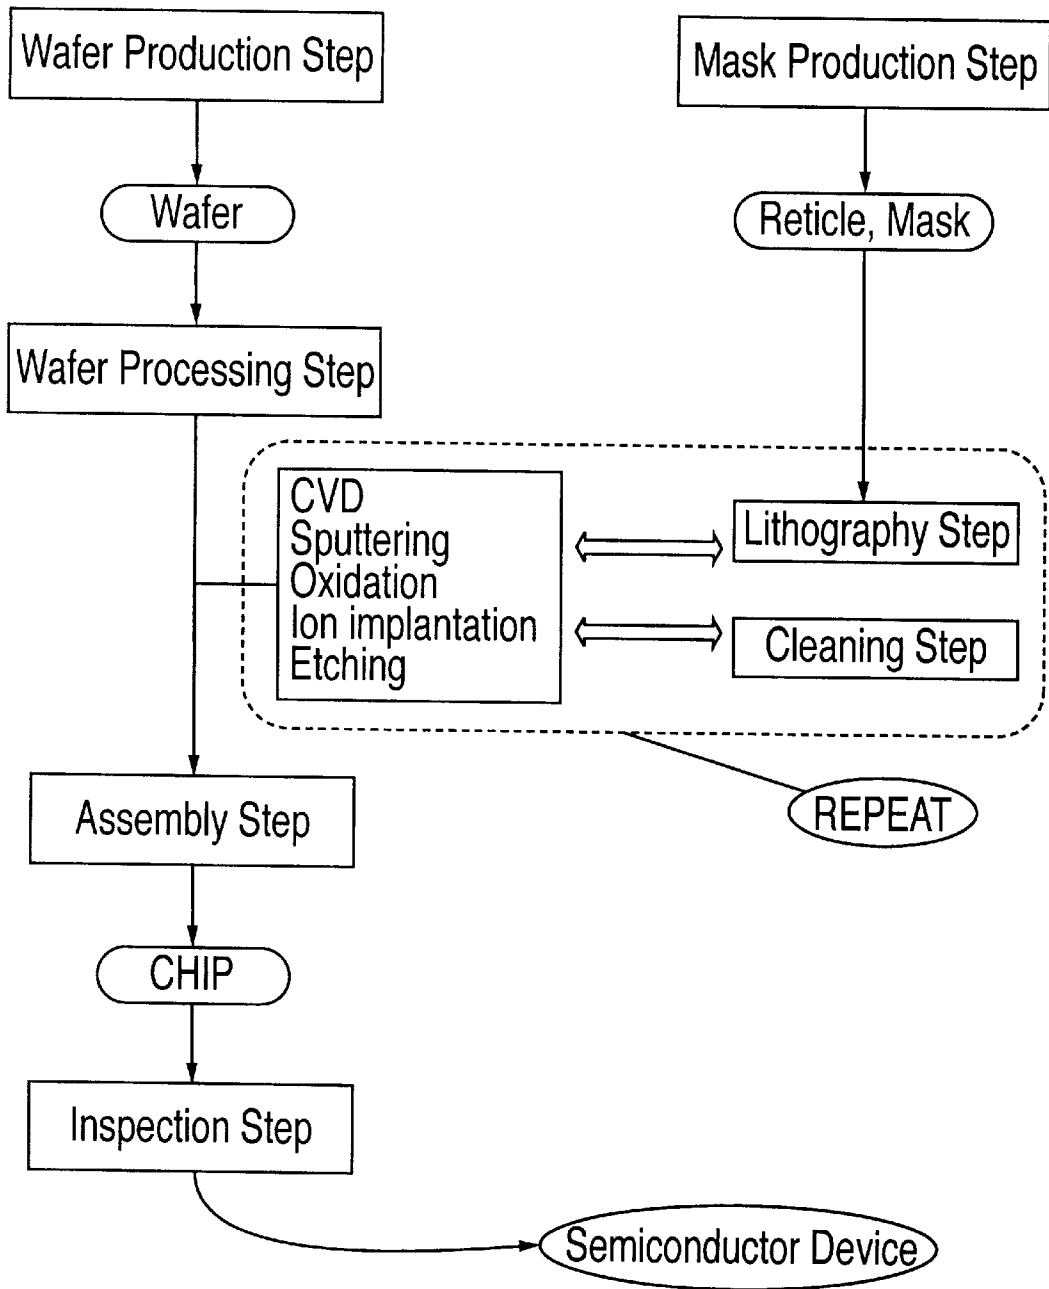 Wafer Production Step
Mask Production Step
Wafer
Reticle, Mask
Wafer Processing Step
CVD
Sputtering
Oxidation
Ion implantation
Etching
Lithography Step
Cleaning Step
Assembly Step
REPEAT
CHIP
Inspection Step
Semiconductor Device